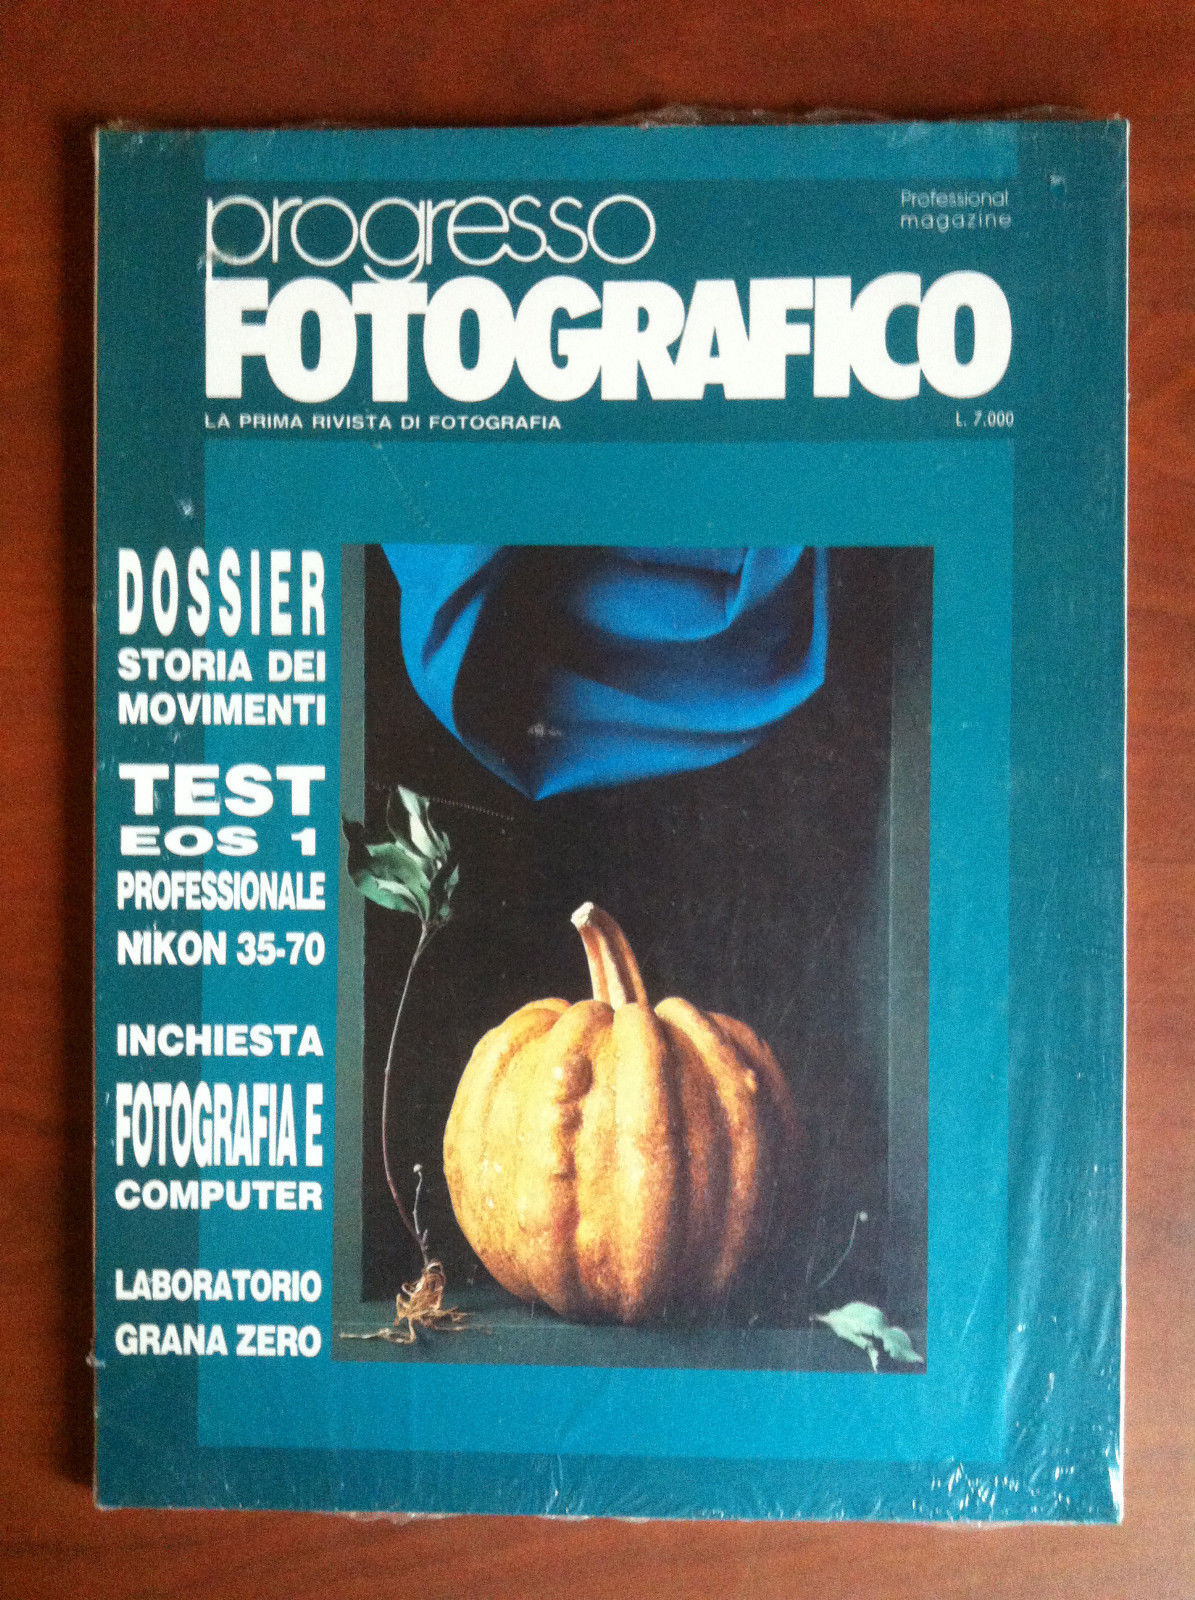 progresso
Professional
magazine
FOTOGRAFICO
LA PRIMA RIVISTA DI FOTOGRAFIA
L. 7.000
DOSSIER
STORIA DEI
MOVIMENTI
TEST
EOS 1
PROFESSIONALE
NIKON 35-70
INCHIESTA
FOTOGRAFIA E
COMPUTER
LABORATORIO
GRANA ZERO